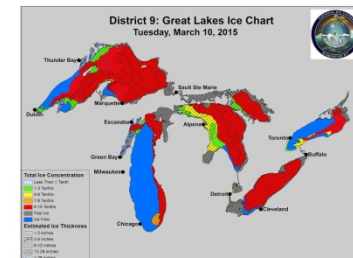 District 9: Great Lakes Ice Chart
Tuesday, March 10, 2015
Thunder Bay
Duluth
Marquette
Sault Ste Marie
Escanaba
Alpena
Green Bay
Toronto
Buffalo
Milwaukee
Detroit
Cleveland
Chicago
Total Ice Concentration
Less Than 1 Tenth
1-3 Tenths
4-6 Tenths
7-8 Tenths
9-10 Tenths
Fast Ice
Ice Free
Estimated Ice Thickness